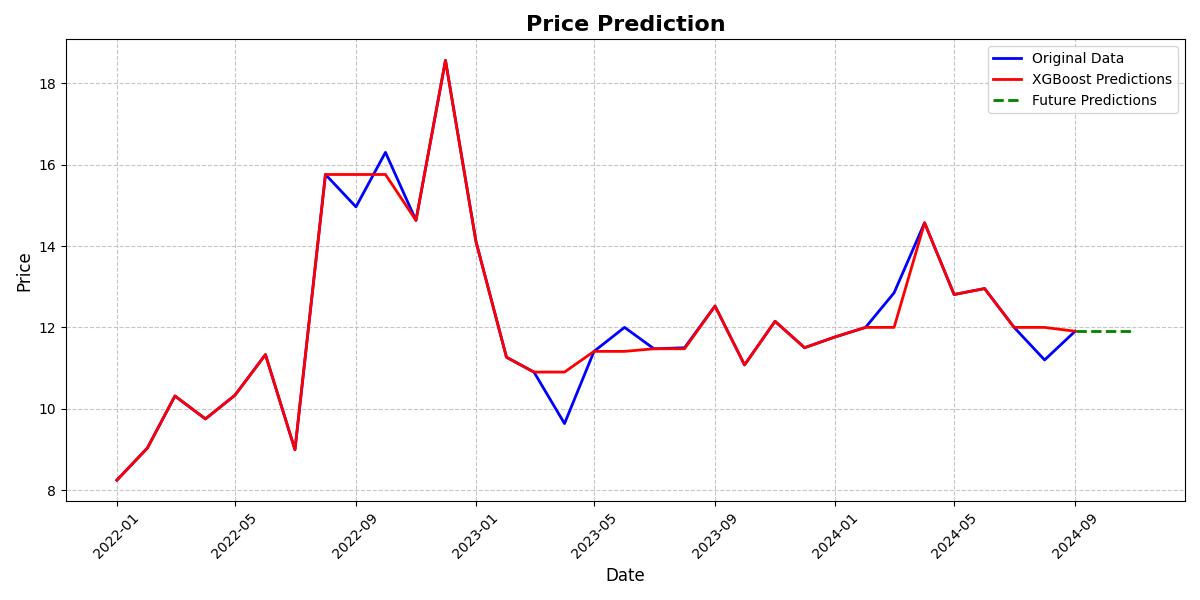 Price Prediction
Original Data
XGBoost Predictions
Future Predictions
Price
18
16
14
12
10
8
2022-01
2022-05
2022-09
2023-01
2023-05
2023-09
2024-01
2024-05
2024-09
Date